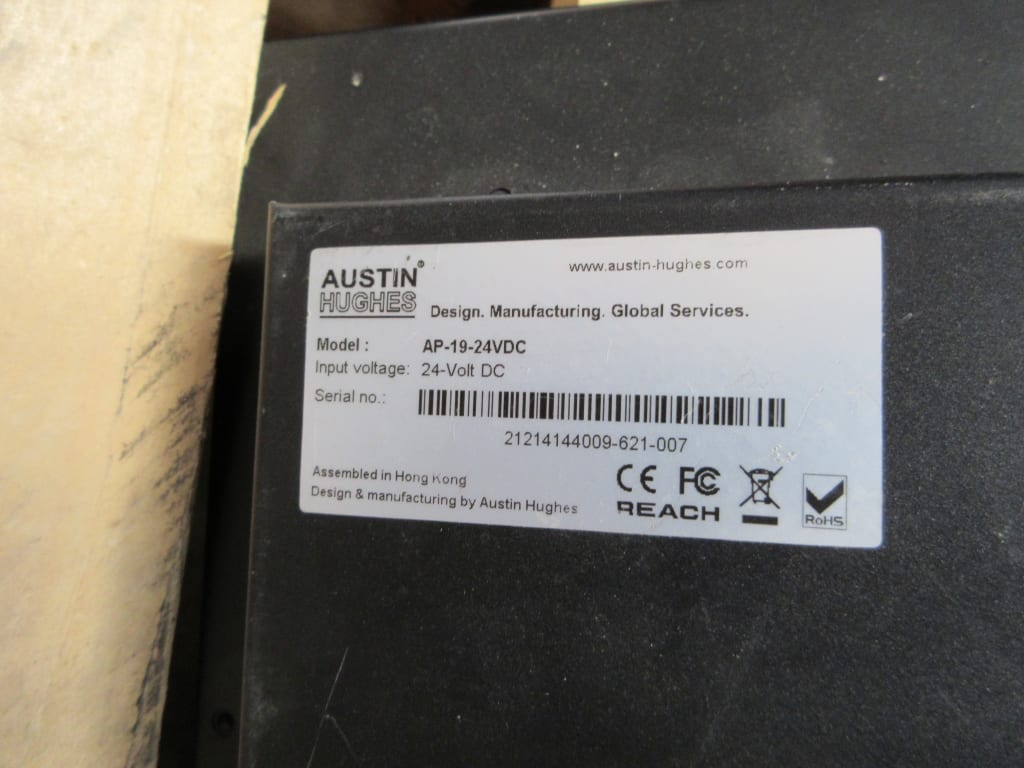 AUSTIN®
HUGHES
www.austin-hughes.com
Design. Manufacturing. Global Services.
Model : AP-19-24VDC
Input voltage: 24-Volt DC
Serial no.:
21214144009-621-007
Assembled in Hong Kong
Design & manufacturing by Austin Hughes
CE FC
REACH
RoHS